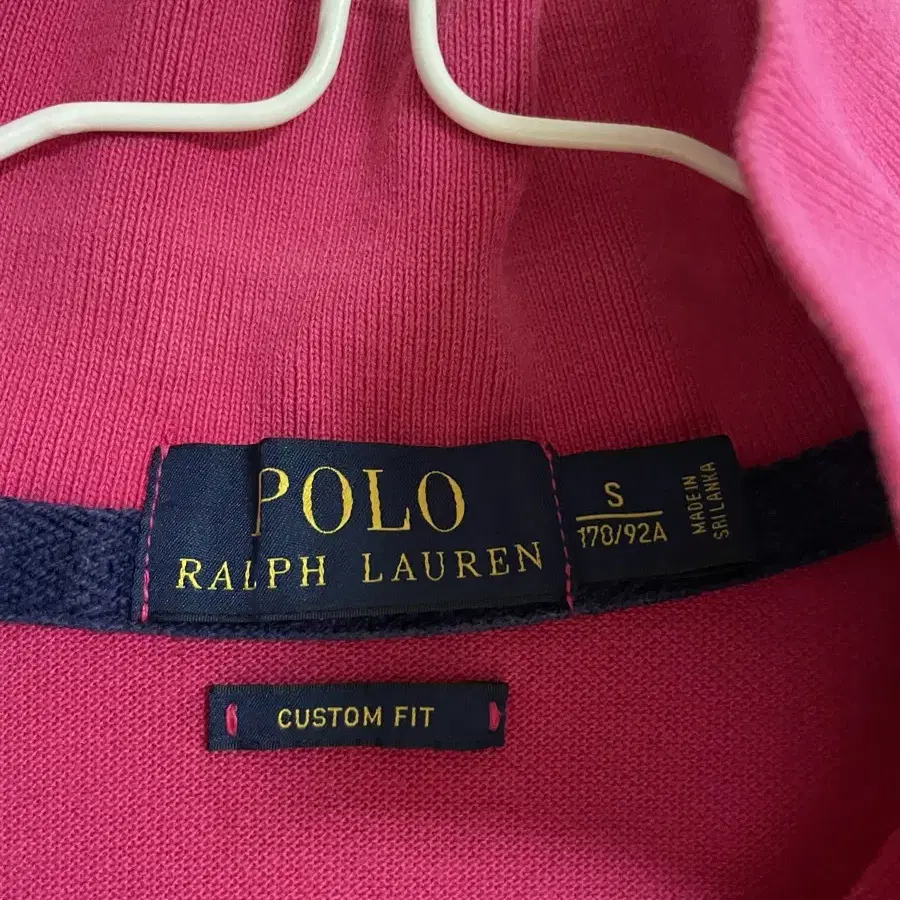 POLO
RALPH LAUREN
S
170/92A
MADE IN
SRI LANKA
CUSTOM FIT